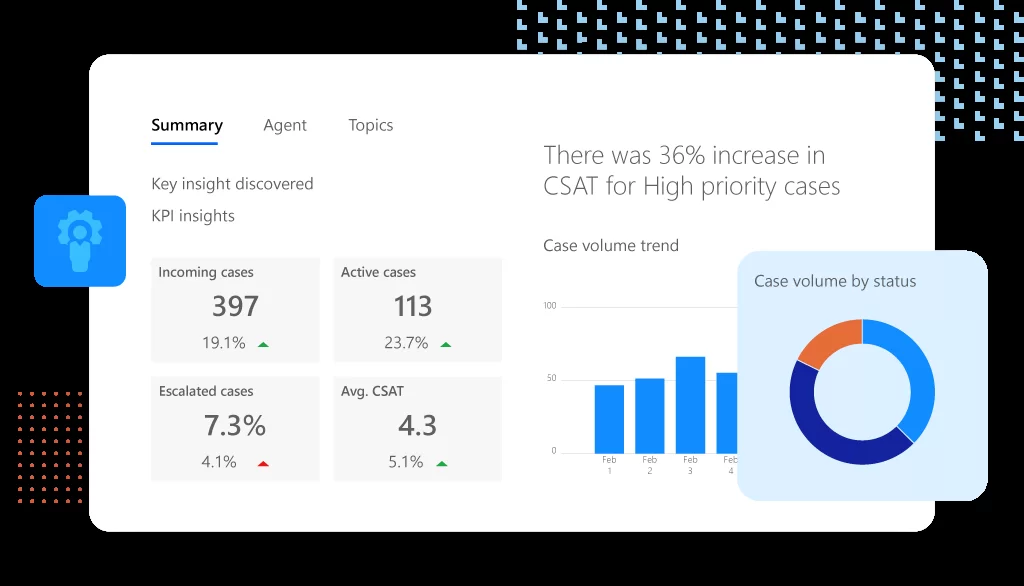 Summary Agent Topics
Key insight discovered
KPI insights
Incoming cases
397
19.1%
Active cases
113
23.7%
Escalated cases
7.3%
4.1%
Avg. CSAT
4.3
5.1%
There was 36% increase in
CSAT for High priority cases
Case volume trend
100
50
0
Feb
1
Feb
2
Feb
3
Feb
4
Case volume by status